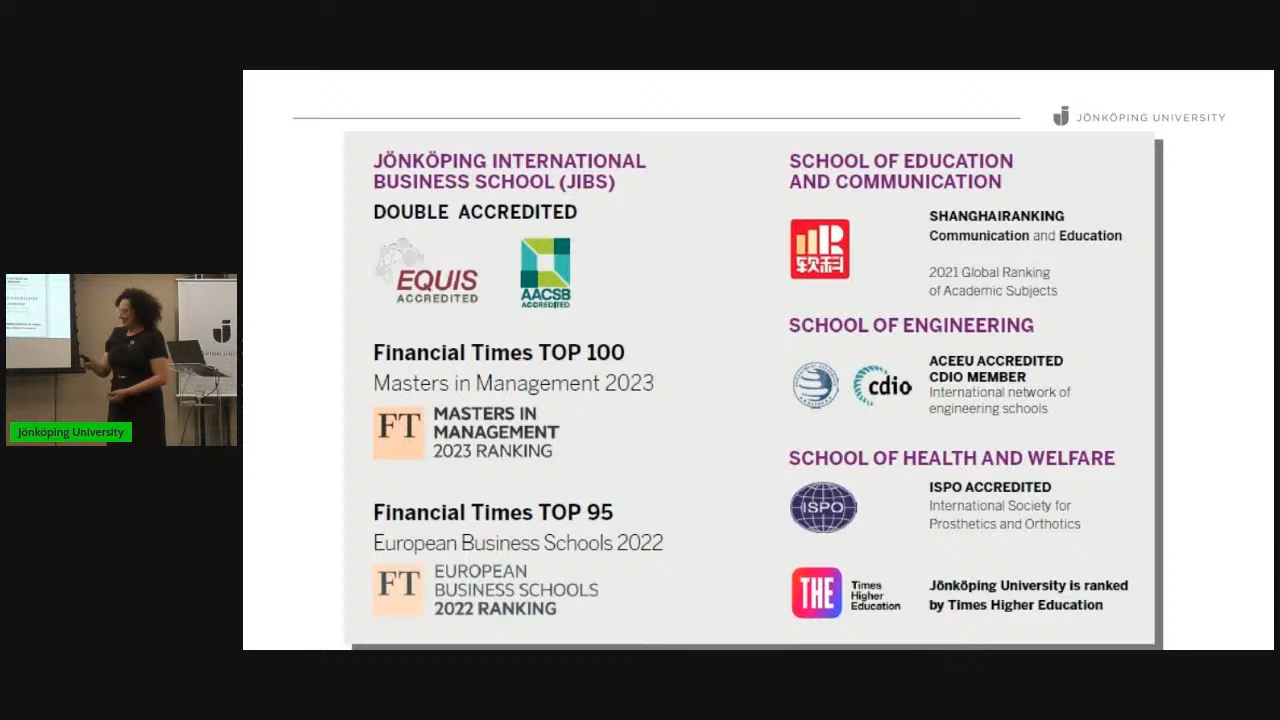 JÖNKÖPING UNIVERSITY
JÖNKÖPING INTERNATIONAL
BUSINESS SCHOOL (JIBS)
DOUBLE ACCREDITED
EQUIS
ACCREDITED
AACSB
ACCREDITED
Financial Times TOP 100
Masters in Management 2023
FT
MASTERS IN
MANAGEMENT
2023 RANKING
Financial Times TOP 95
European Business Schools 2022
FT
EUROPEAN
BUSINESS SCHOOLS
2022 RANKING
SCHOOL OF EDUCATION
AND COMMUNICATION
软科
SHANGHAIRANKING
Communication and Education
2021 Global Ranking
of Academic Subjects
SCHOOL OF ENGINEERING
cdio
ACEEU ACCREDITED
CDIO MEMBER
International network of
engineering schools
SCHOOL OF HEALTH AND WELFARE
ISPO
ISPO ACCREDITED
International Society for
Prosthetics and Orthotics
THE
Times
Higher
Education
Jönköping University is ranked
by Times Higher Education
Jönköping University